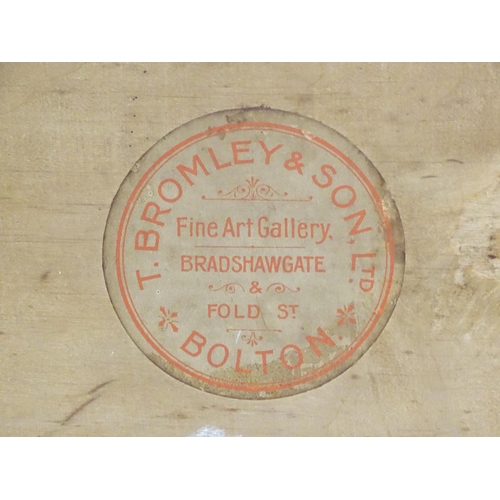 T. BROMLEY & SON, LTD
Fine Art Gallery.
BRADSHAWGATE
&
FOLD ST
BOLTON